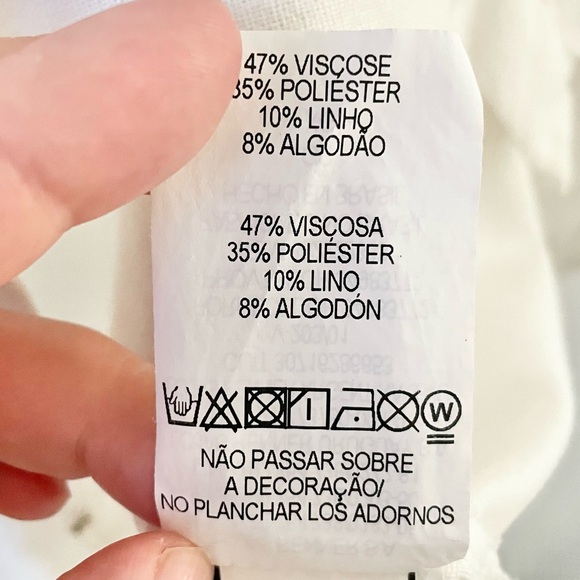 47% VISCOSE
35% POLIÉSTER
10% LINHO
8% ALGODÃO
47% VISCOSA
35% POLIÉSTER
10% LINO
8% ALGODÓN
W
NÃO PASSAR SOBRE
A DECORAÇÃO/
NO PLANCHAR LOS ADORNOS